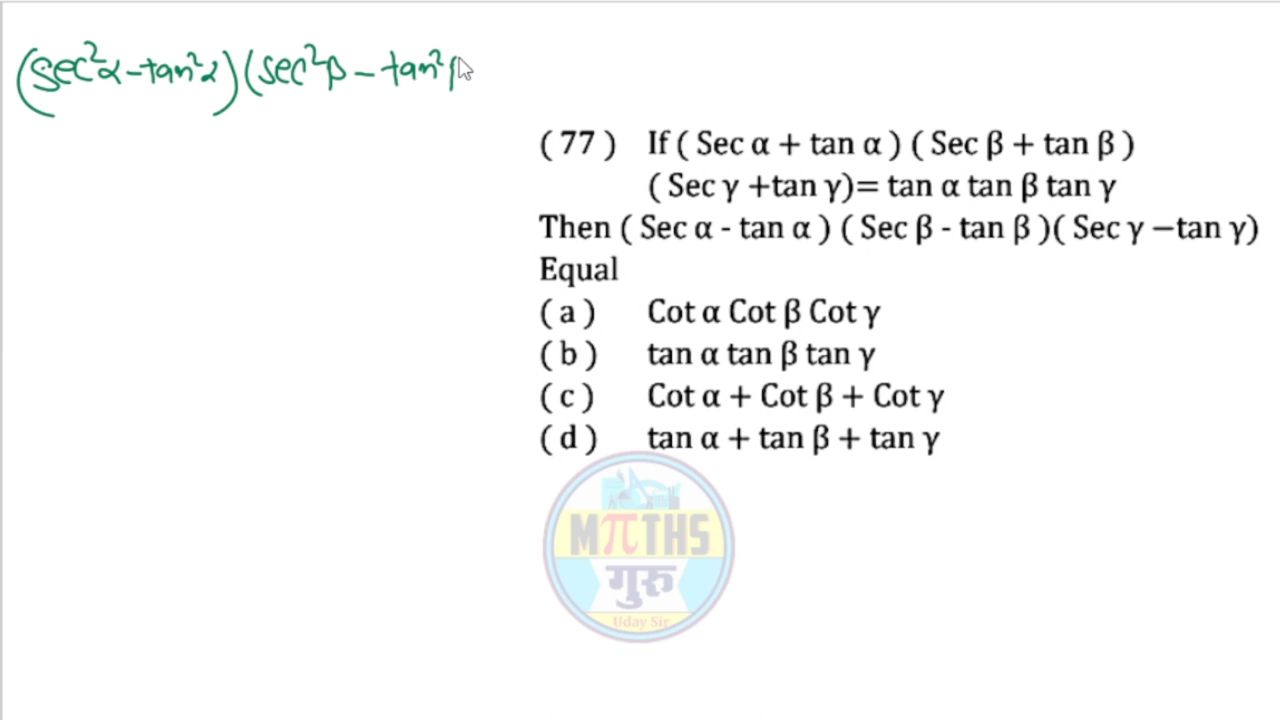 (sec²α-tan²α)(sec²β-tan²β
(77) If ( Sec α + tan α ) ( Sec β + tan β )
( Sec γ +tan γ)= tan α tan β tan γ
Then ( Sec α - tan α ) ( Sec β - tan β )( Sec γ −tan γ)
Equal
(a) Cot α Cot β Cot γ
(b) tan α tan β tan γ
(c) Cot α + Cot β + Cot γ
(d) tan α + tan β + tan γ
MπTHS
गुरु
Uday Sir